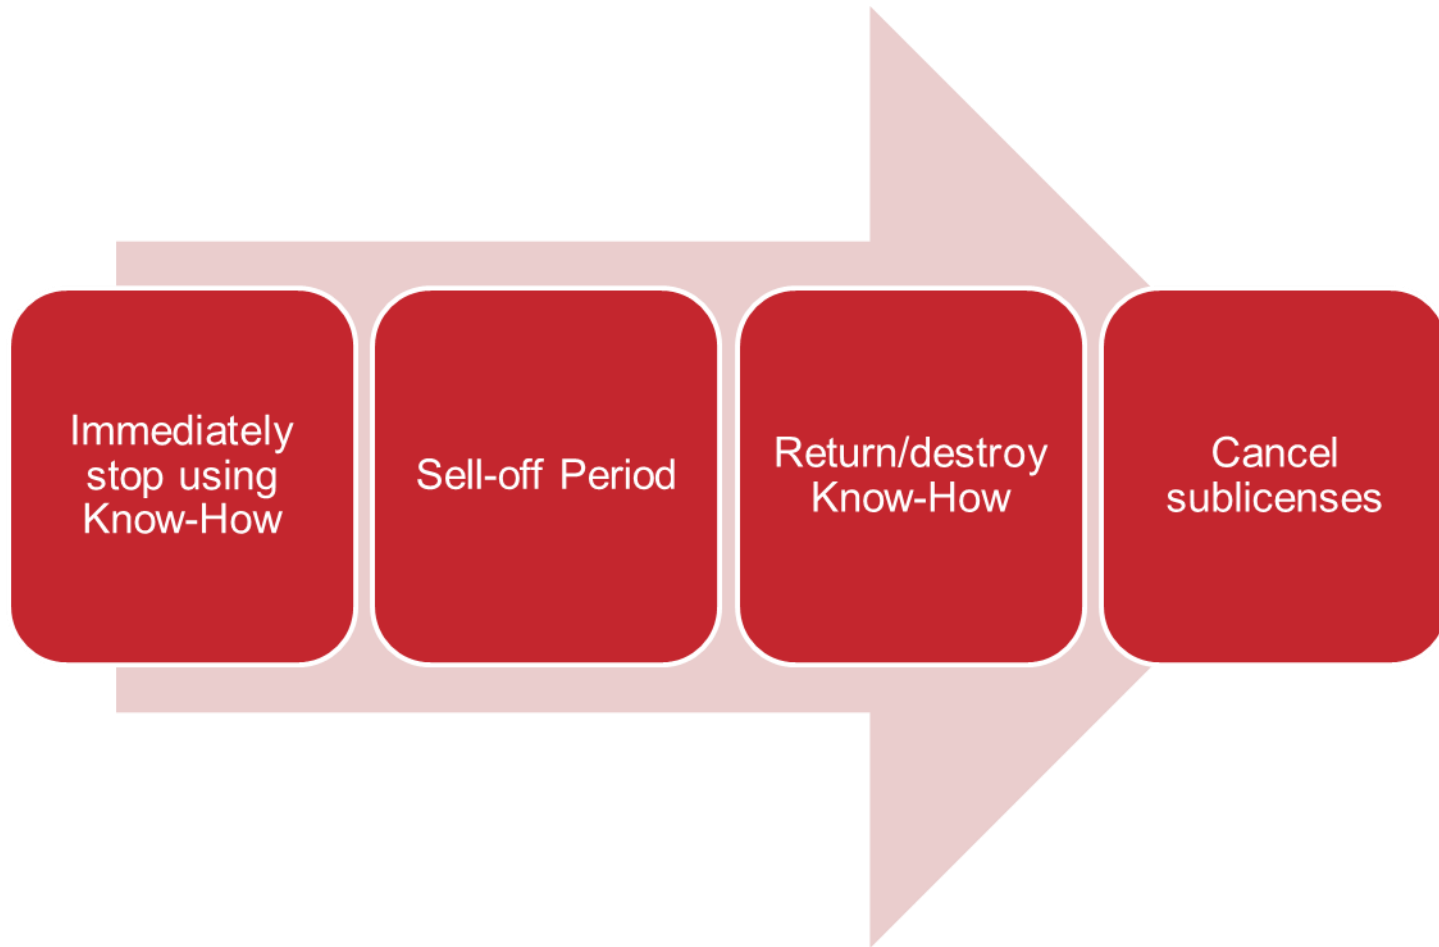 Immediately
stop using
Know-How
Sell-off Period
Return/destroy
Know-How
Cancel
sublicenses